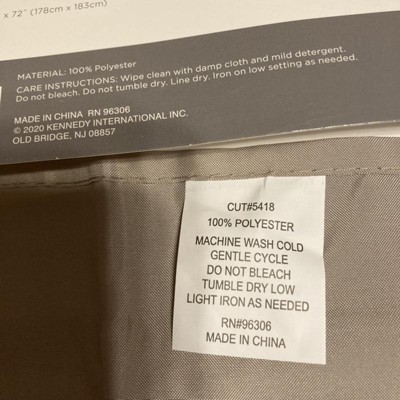 x 72" (178cm x 183cm)
MATERIAL: 100% Polyester
CARE INSTRUCTIONS: Wipe clean with damp cloth and mild detergent.
Do not bleach. Do not tumble dry. Line dry. Iron on low setting as needed.
MADE IN CHINA RN 96306
© 2020 KENNEDY INTERNATIONAL INC.
OLD BRIDGE, NJ 08857
CUT#5418
100% POLYESTER
MACHINE WASH COLD
GENTLE CYCLE
DO NOT BLEACH
TUMBLE DRY LOW
LIGHT IRON AS NEEDED
RN#96306
MADE IN CHINA